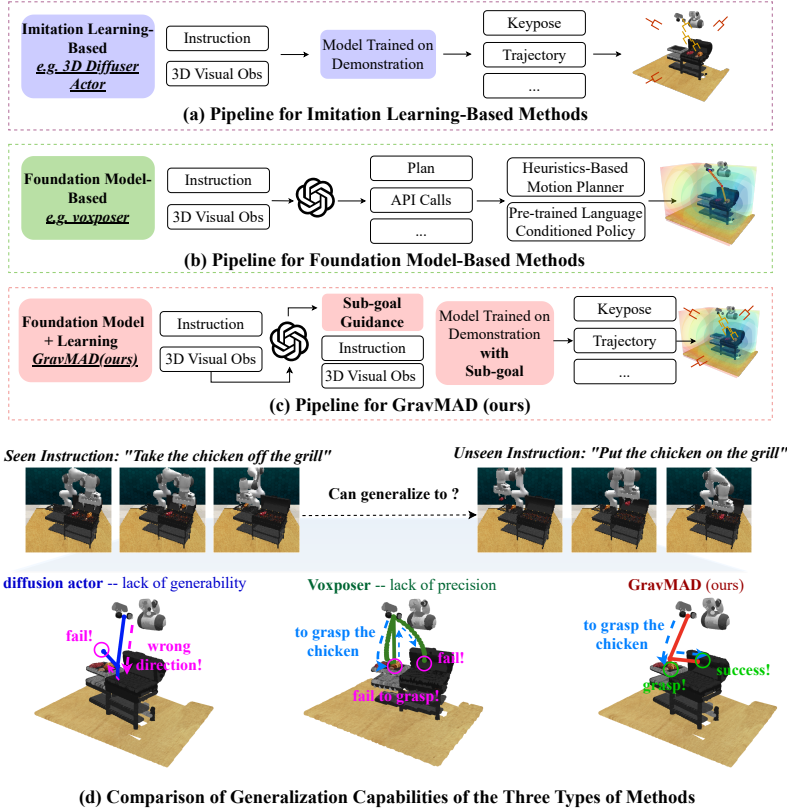 Imitation Learning-
Based
e.g. 3D Diffuser
Actor
Instruction
3D Visual Obs
Model Trained on
Demonstration
Keypose
Trajectory
...
(a) Pipeline for Imitation Learning-Based Methods
Foundation Model-
Based
e.g. voxposer
Instruction
3D Visual Obs
Plan
API Calls
...
Heuristics-Based
Motion Planner
Pre-trained Language
Conditioned Policy
(b) Pipeline for Foundation Model-Based Methods
Foundation Model
+ Learning
GravMAD(ours)
Instruction
3D Visual Obs
Sub-goal
Guidance
Instruction
3D Visual Obs
Model Trained on
Demonstration
with
Sub-goal
Keypose
Trajectory
...
(c) Pipeline for GravMAD (ours)
Seen Instruction: "Take the chicken off the grill"
Unseen Instruction: "Put the chicken on the grill"
Can generalize to ?
diffusion actor -- lack of generability
fail!
wrong
direction!
Voxposer -- lack of precision
to grasp the
chicken
fail!
fail to grasp!
GravMAD (ours)
to grasp the
chicken
success!
grasp!
(d) Comparison of Generalization Capabilities of the Three Types of Methods